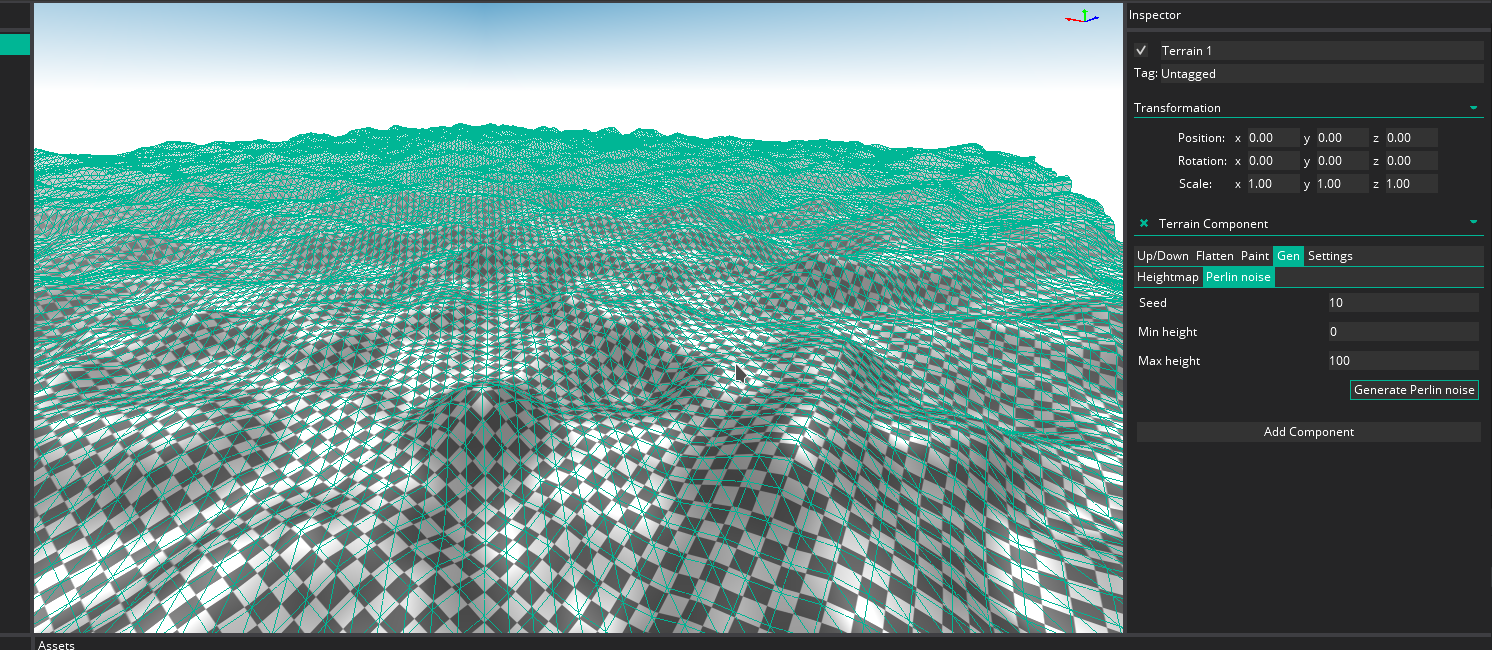 Inspector
Terrain 1
Tag: Untagged
Transformation
Position: x 0.00 y 0.00 z 0.00
Rotation: x 0.00 y 0.00 z 0.00
Scale: x 1.00 y 1.00 z 1.00
Terrain Component
Up/Down Flatten Paint Gen Settings
Heightmap Perlin noise
Seed 10
Min height 0
Max height 100
Generate Perlin noise
Add Component
Assets